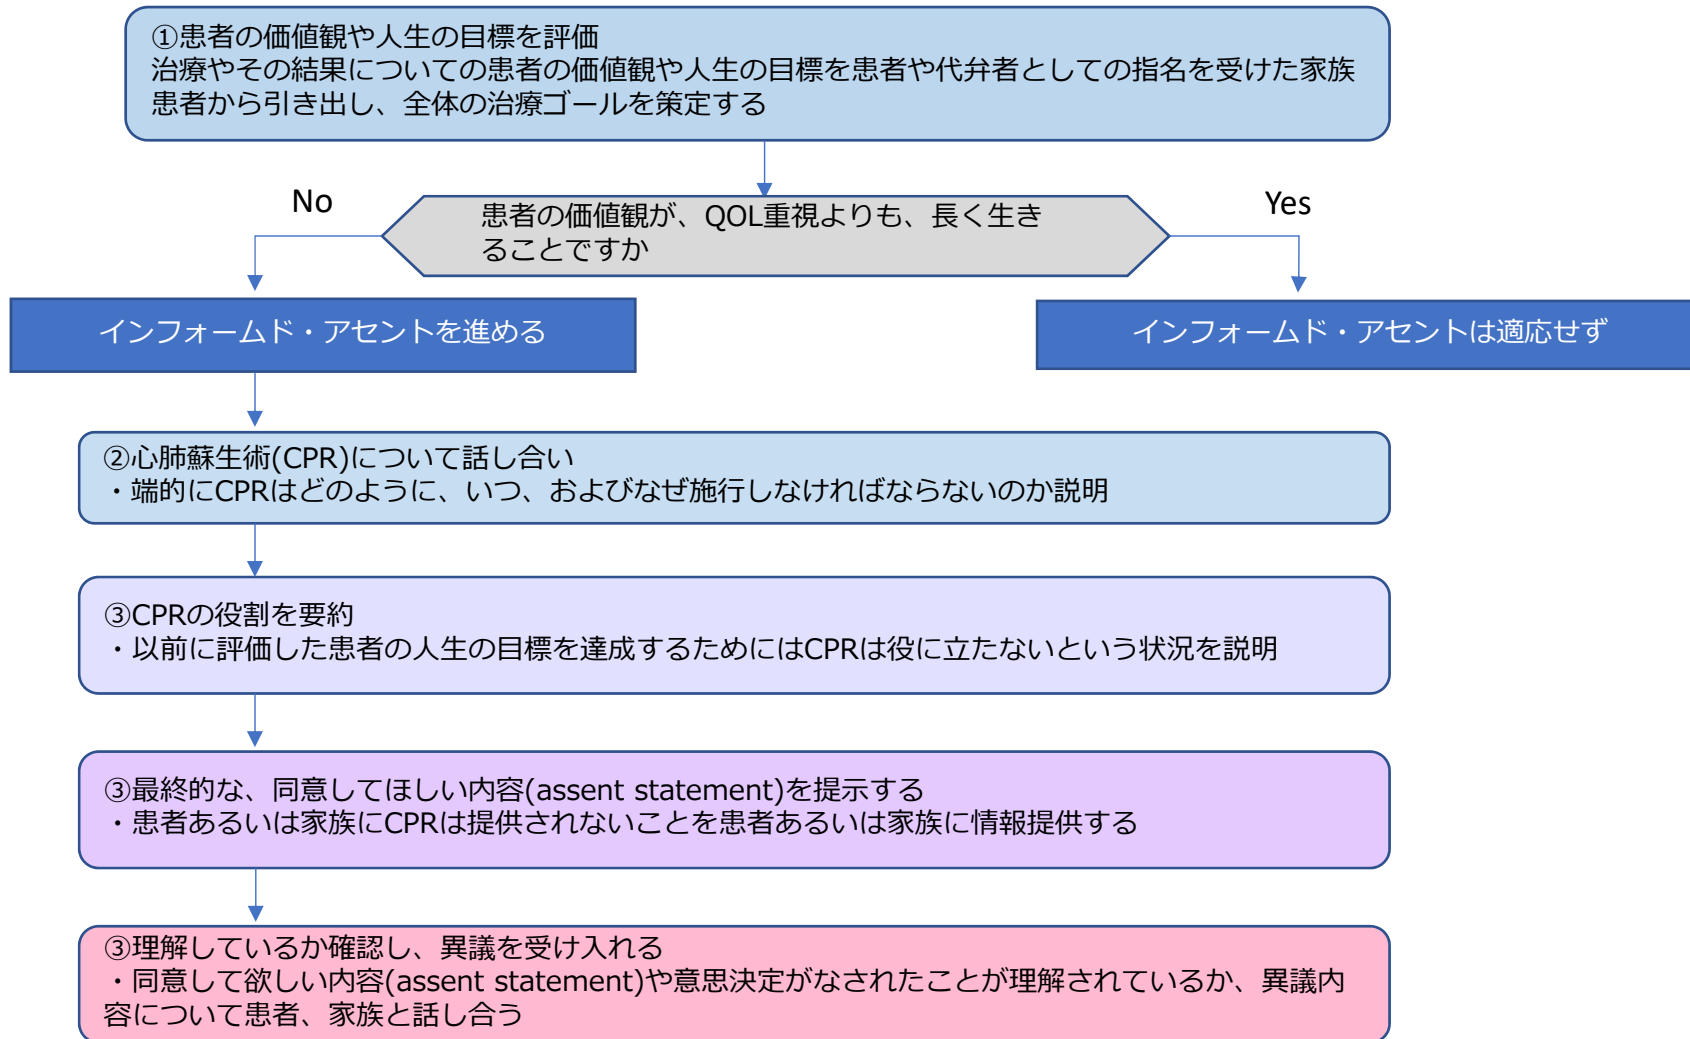 ①患者の価値観や人生の目標を評価
治療やその結果についての患者の価値観や人生の目標を患者や代弁者としての指名を受けた家族
患者から引き出し、全体の治療ゴールを策定する
No
患者の価値観が、QOL重視よりも、長く生き
ることですか
Yes
インフォームド・アセントを進める
インフォームド・アセントは適応せず
②心肺蘇生術(CPR)について話し合い
・端的にCPRはどのように、いつ、およびなぜ施行しなければならないのか説明
③CPRの役割を要約
・以前に評価した患者の人生の目標を達成するためにはCPRは役に立たないという状況を説明
③最終的な、同意してほしい内容(assent statement)を提示する
・患者あるいは家族にCPRは提供されないことを患者あるいは家族に情報提供する
③理解しているか確認し、異議を受け入れる
・同意して欲しい内容(assent statement)や意思決定がなされたことが理解されているか、異議内
容について患者、家族と話し合う